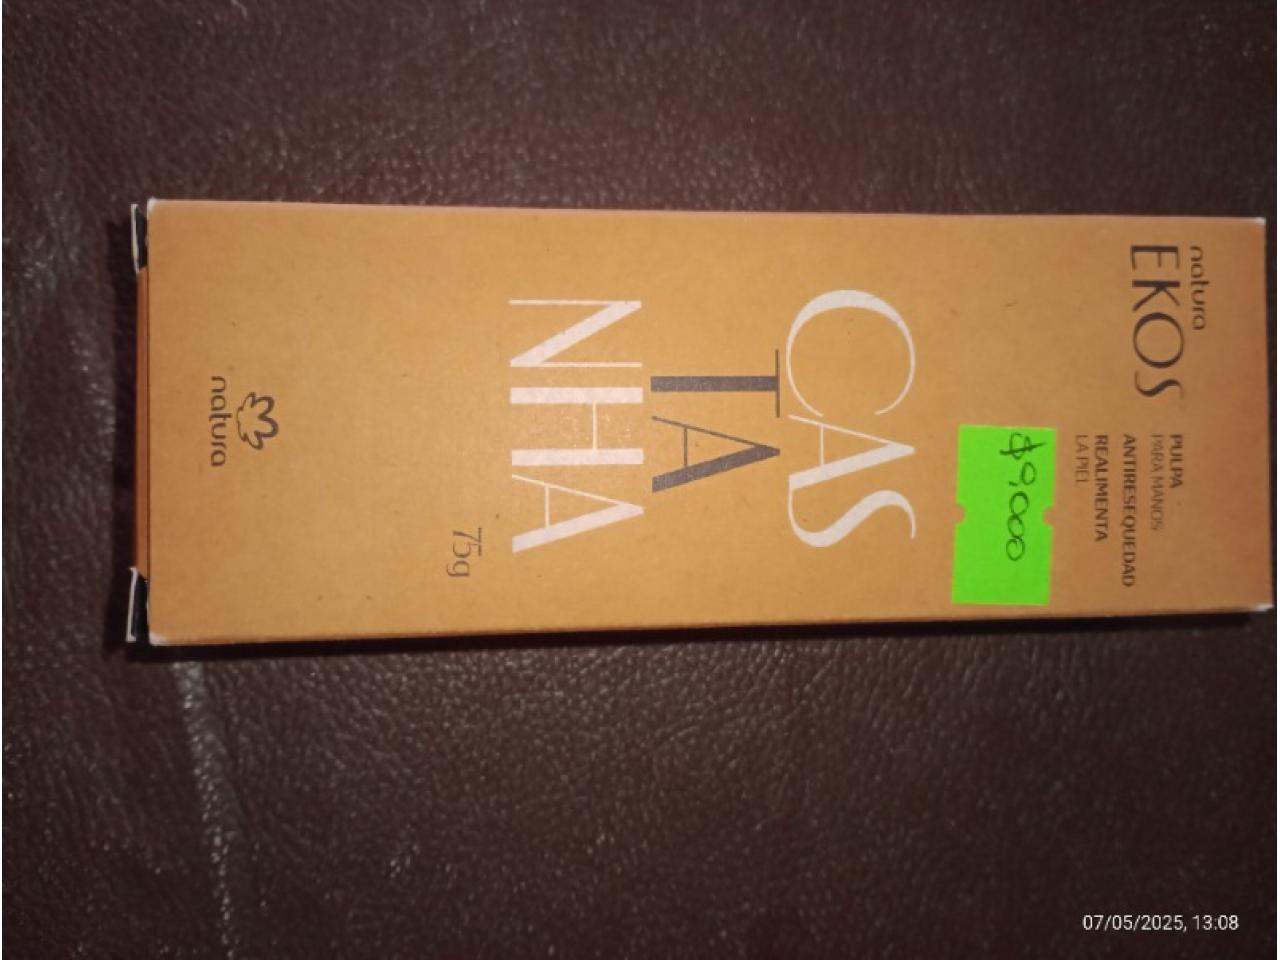 natura
EKOS
PULPA
PARA MANOS
ANTIRESEQUEDAD
REALIMENTA
LA PIEL
$9,000
CAS
TA
NHA
75g
natura
07/05/2025, 13:08